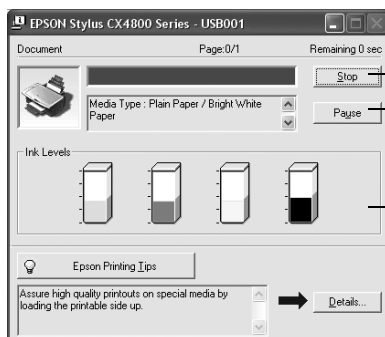 EPSON Stylus CX4800 Series - USB001
Document Page:0/1 Remaining 0 sec
Stop
Media Type : Plain Paper / Bright White
Paper
Pause
Ink Levels
Epson Printing Tips
Assure high quality printouts on special media by
loading the printable side up.
Details...